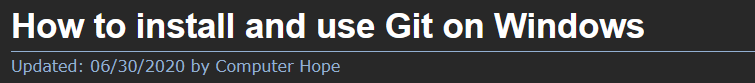 How to install and use Git on Windows
Updated: 06/30/2020 by Computer Hope